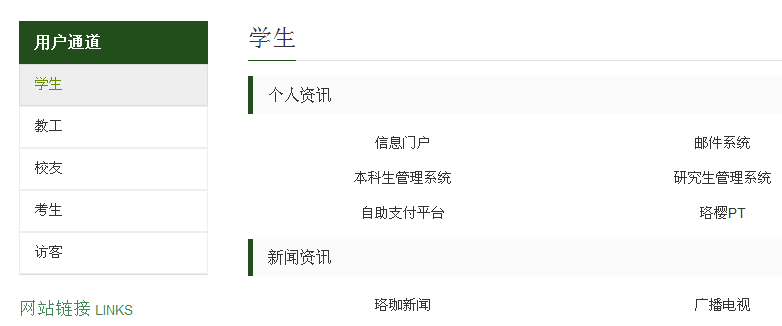 用户通道
学生
教工
校友
考生
访客
网站链接 LINKS
学生
个人资讯
信息门户 邮件系统
本科生管理系统 研究生管理系统
自助支付平台 珞樱PT
新闻资讯
珞珈新闻 广播电视